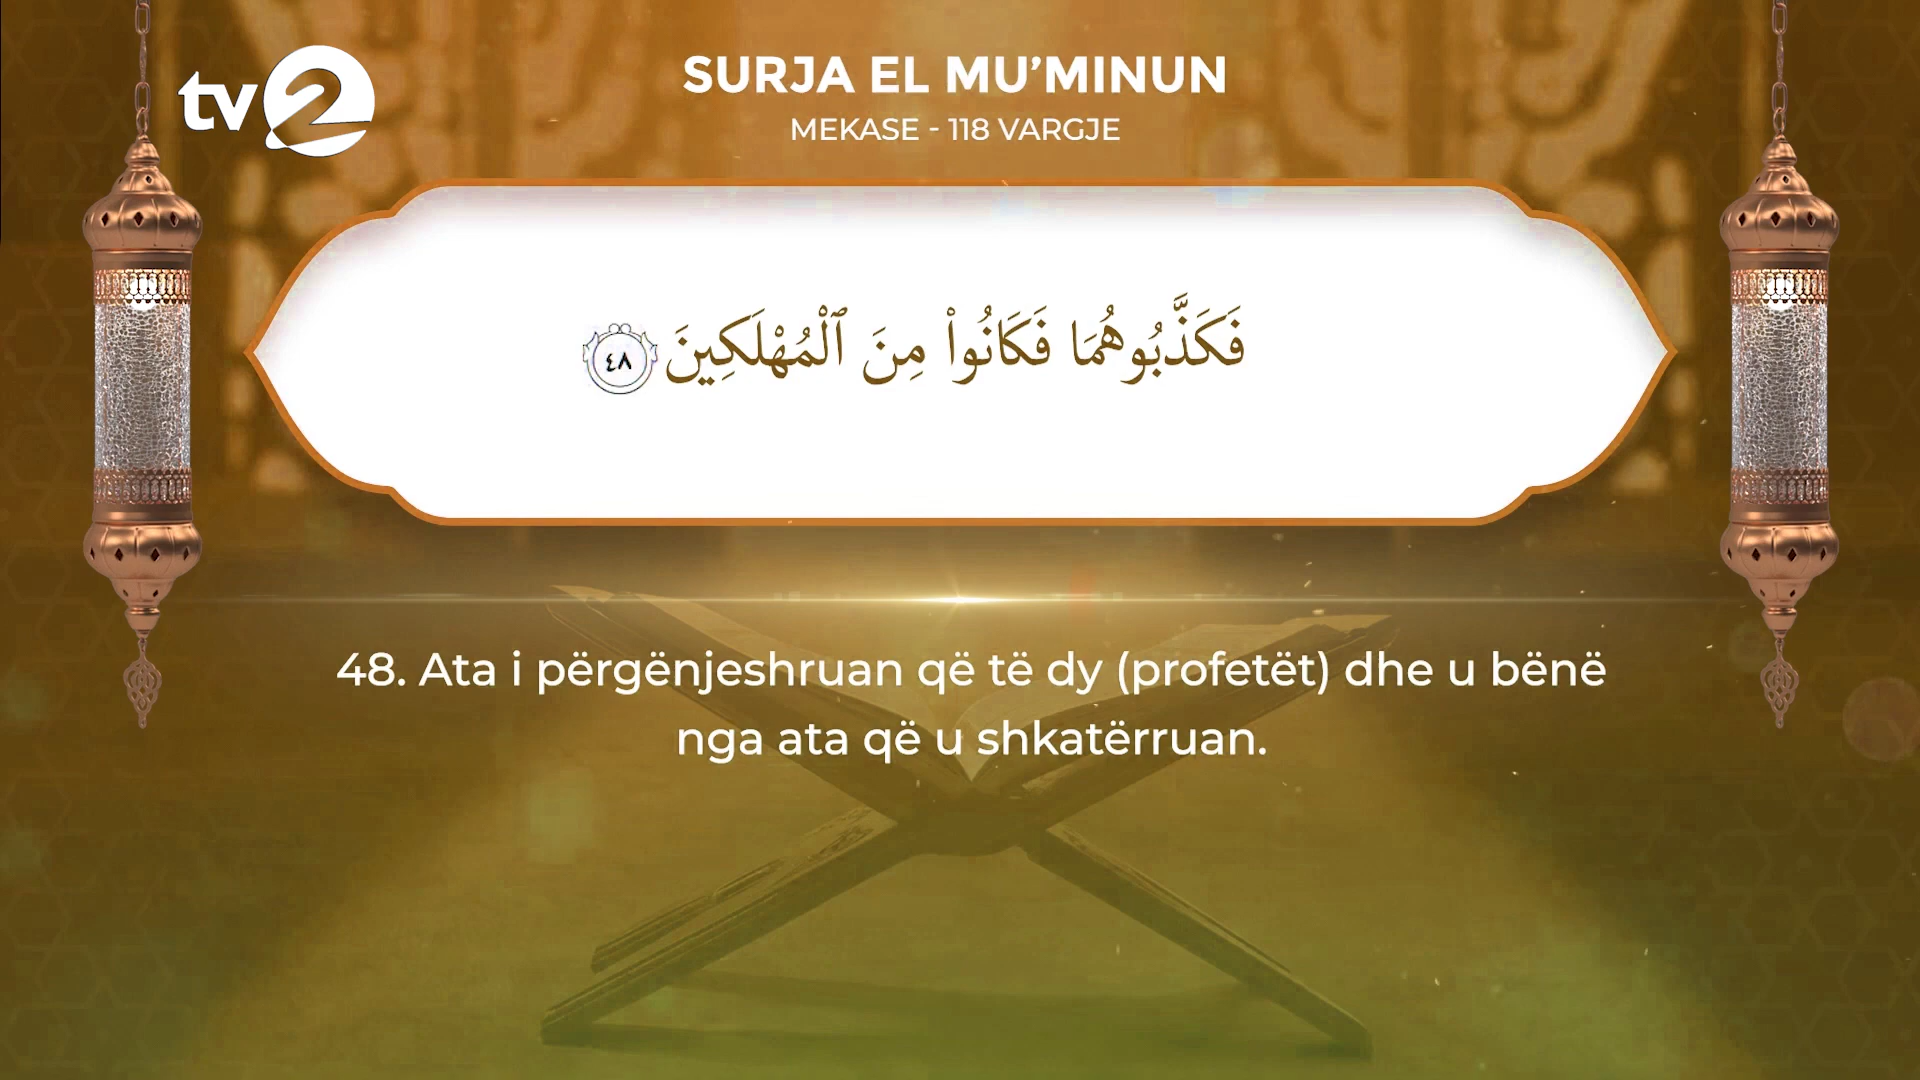 tv2
SURJA EL MU’MINUN
MEKASE - 118 VARGJE
فَكَذَّبُوهُمَا فَكَانُوا۟ مِنَ ٱلْمُهْلَكِينَ ٤٨
48. Ata i përgënjeshruan që të dy (profetët) dhe u bënë
nga ata që u shkatërruan.